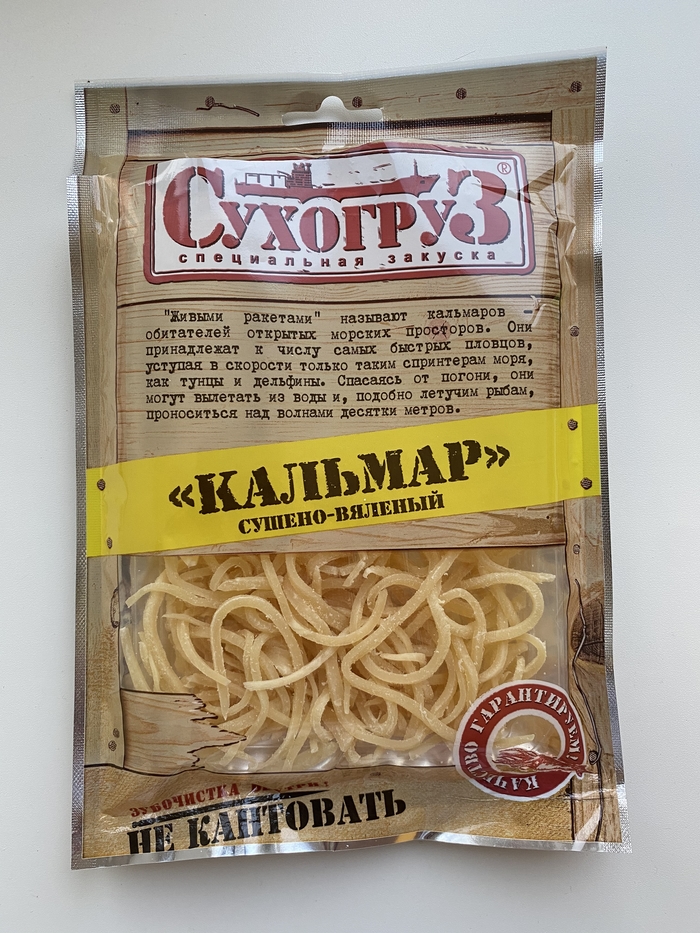 Сухогруз®
специальная закуска
"Живыми ракетами" называют кальмаров –
обитателей открытых морских просторов. Они
принадлежат к числу самых быстрых пловцов,
уступая в скорости только таким спринтерам моря,
как тунцы и дельфины. Спасаясь от погони, они
могут вылетать из воды и, подобно летучим рыбам,
проноситься над волнами десятки метров.
«КАЛЬМАР»
СУШЕНО-ВЯЛЕНЫЙ
КАЧЕСТВО ГАРАНТИРУЕМ!
ЗУБОЧИСТКА ВНУТРИ!
НЕ КАНТОВАТЬ